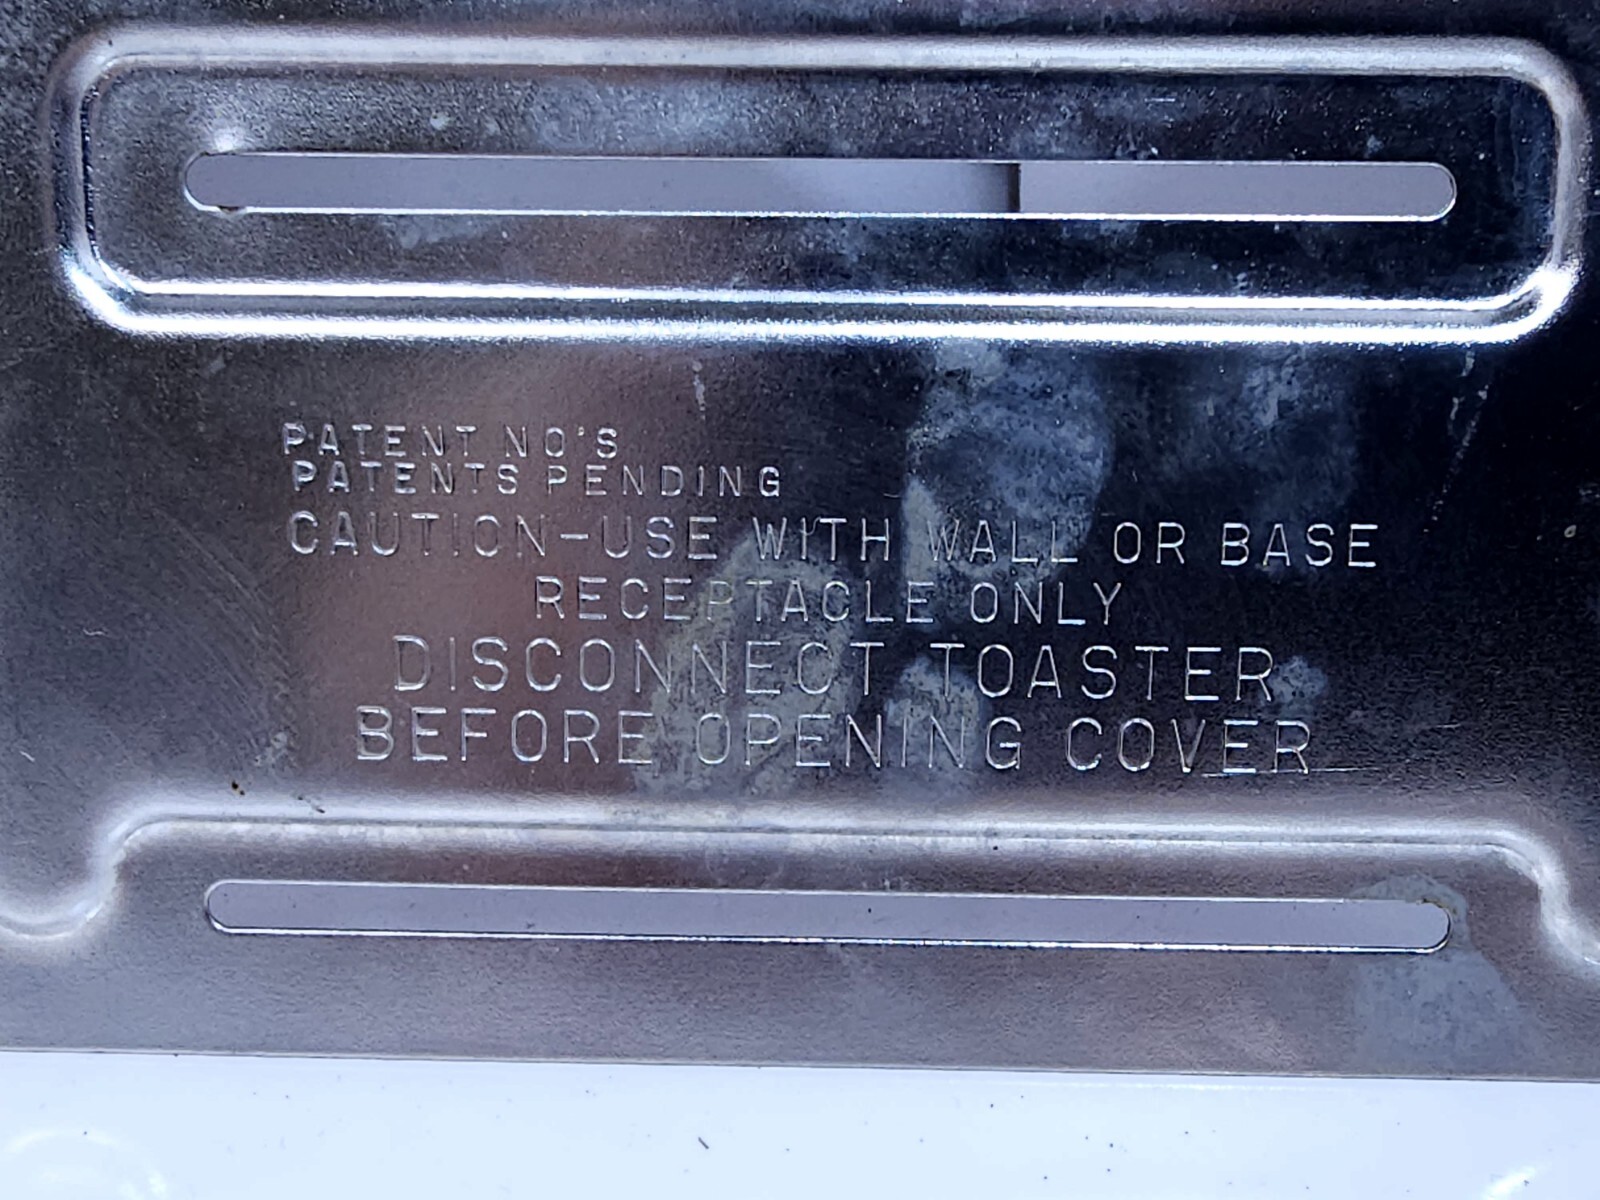 PATENT NO'S
PATENTS PENDING
CAUTION-USE WITH WALL OR BASE
RECEPTACLE ONLY
DISCONNECT TOASTER
BEFORE OPENING COVER